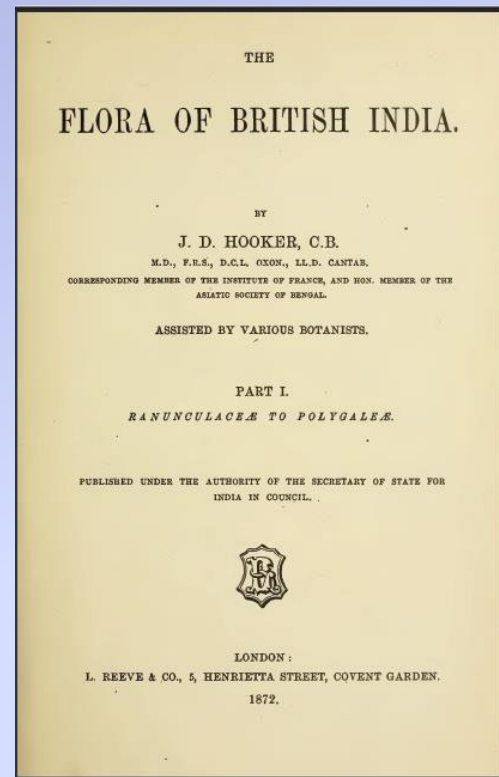 THE
FLORA OF BRITISH INDIA.
BY
J. D. HOOKER, C.B.
M.D., F.R.S., D.C.L. OXON., LL.D. CANTAB.
CORRESPONDING MEMBER OF THE INSTITUTE OF FRANCE, AND HON. MEMBER OF THE
ASIATIC SOCIETY OF BENGAL.
ASSISTED BY VARIOUS BOTANISTS.
PART I.
RANUNCULACEÆ TO POLYGALEÆ.
PUBLISHED UNDER THE AUTHORITY OF THE SECRETARY OF STATE FOR
INDIA IN COUNCIL.
LONDON:
L. REEVE & CO., 5, HENRIETTA STREET, COVENT GARDEN.
1872.